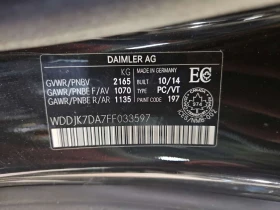 DAIMLER AG
KG MADE IN GERMANY
GVWR/PNBV 2165 BUILT 10/14
GAWR/PNBE F/AV 1070 TYPE PC/VT
GAWR/PNBE R/AR 1135 PAINT 197
EC
WDDJK7DA7FF033597